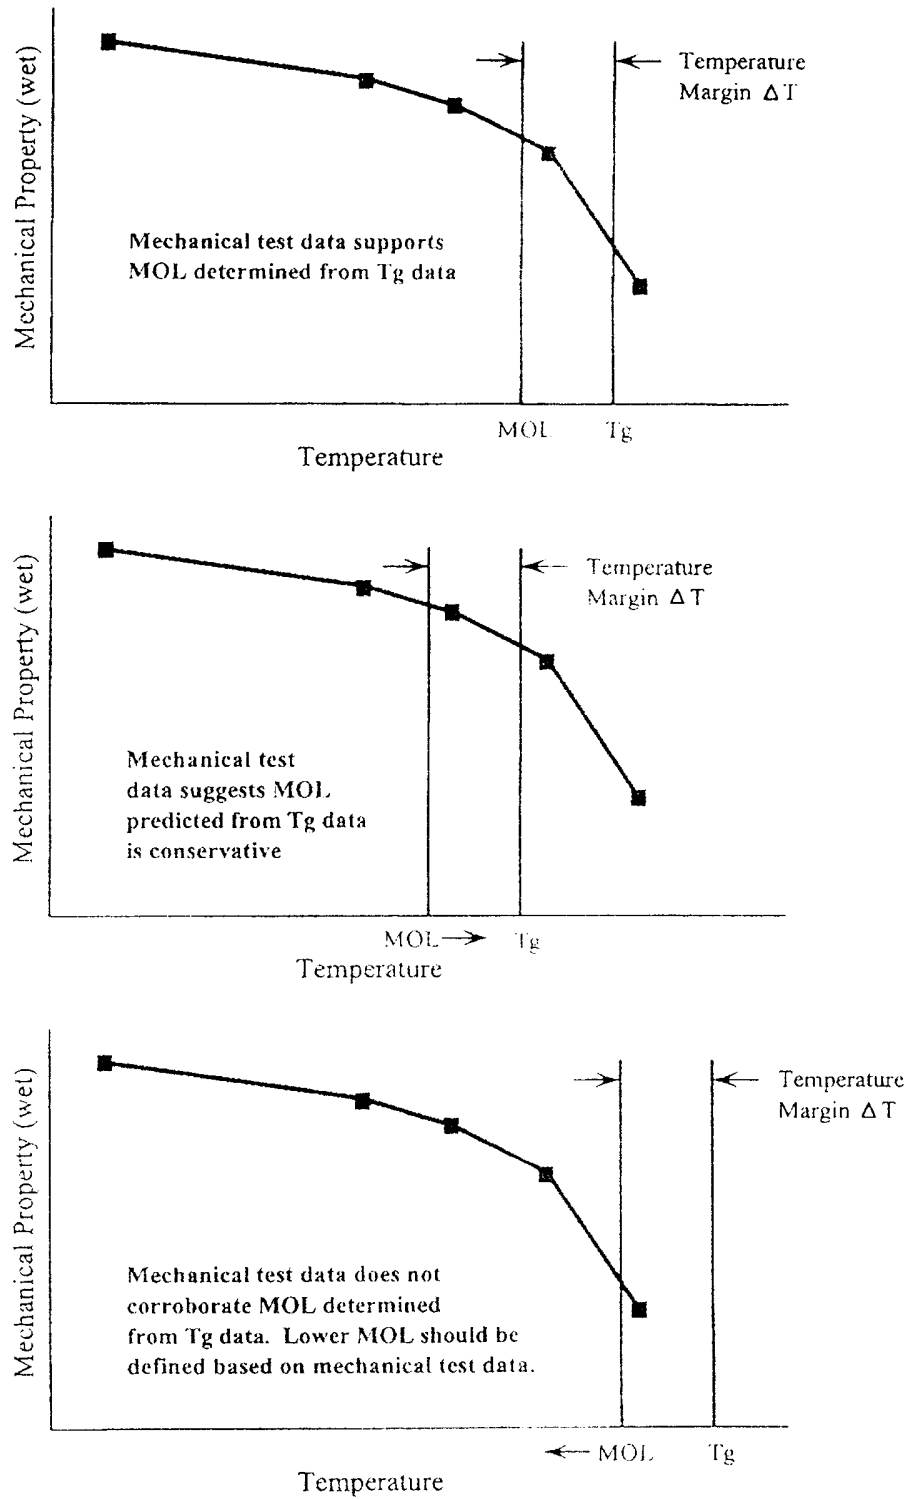 Mechanical Property (wet)
Temperature
Margin ΔT
Mechanical test data supports
MOL determined from Tg data
MOL Tg
Temperature
Mechanical Property (wet)
Temperature
Margin ΔT
Mechanical test
data suggests MOL
predicted from Tg data
is conservative
MOL → Tg
Temperature
Mechanical Property (wet)
Temperature
Margin ΔT
Mechanical test data does not
corroborate MOL determined
from Tg data. Lower MOL should be
defined based on mechanical test data.
← MOL Tg
Temperature